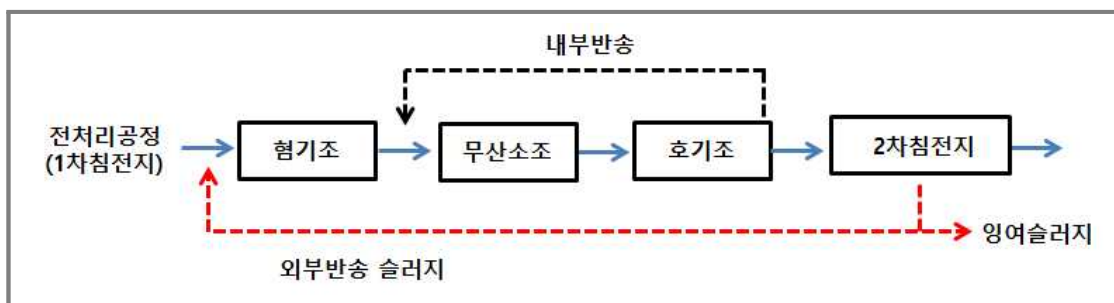 내부반송
전처리공정
(1차침전지)
혐기조
무산소조
호기조
2차침전지
잉여슬러지
외부반송 슬러지